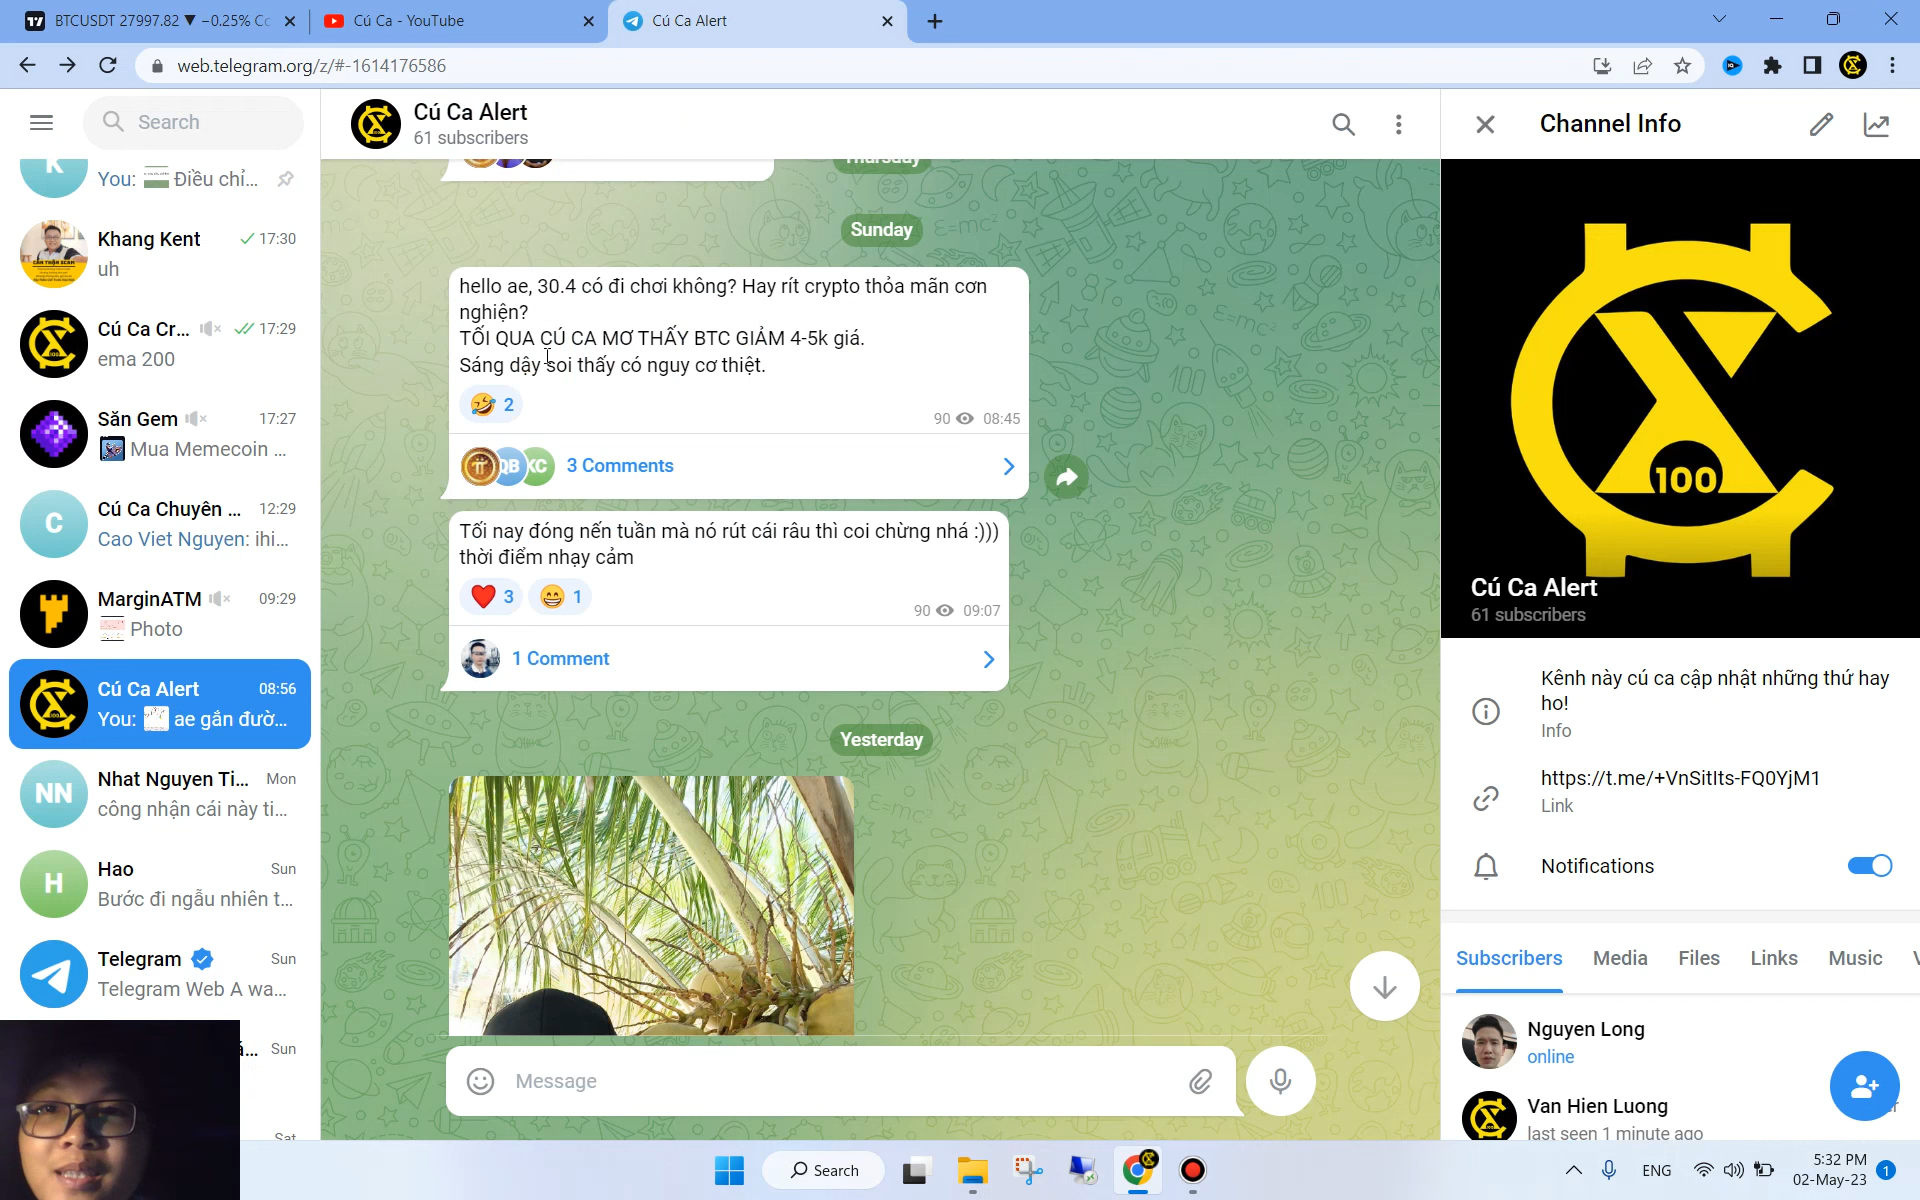 BTCUSDT 27997.82 ▼ −0.25% Cc
Cú Ca - YouTube
Cú Ca Alert
web.telegram.org/z/#-1614176586
Search
You: Điều chỉ...
Khang Kent 17:30
uh
Cú Ca Cr... 17:29
ema 200
Săn Gem 17:27
Mua Memecoin ...
Cú Ca Chuyên ... 12:29
Cao Viet Nguyen: ihi...
MarginATM 09:29
Photo
Cú Ca Alert 08:56
You: ae gắn đườ...
Nhat Nguyen Ti... Mon
công nhận cái này ti...
Hao Sun
Bước đi ngẫu nhiên t...
Telegram Sun
Telegram Web A wa...
Sun
Sat
Cú Ca Alert
61 subscribers
Thursday
Sunday
hello ae, 30.4 có đi chơi không? Hay rít crypto thỏa mãn cơn
nghiện?
TỐI QUA CÚ CA MƠ THẤY BTC GIẢM 4-5k giá.
Sáng dậy soi thấy có nguy cơ thiệt.
2
90 08:45
QB KC 3 Comments
Tối nay đóng nến tuần mà nó rút cái râu thì coi chừng nhá :)))
thời điểm nhạy cảm
3 1
90 09:07
1 Comment
Yesterday
Message
Channel Info
100
Cú Ca Alert
61 subscribers
Kênh này cú ca cập nhật những thứ hay
ho!
Info
https://t.me/+VnSitIts-FQ0YjM1
Link
Notifications
Subscribers Media Files Links Music
Nguyen Long
online
Van Hien Luong
last seen 1 minute ago
Search
ENG
5:32 PM
02-May-23
1